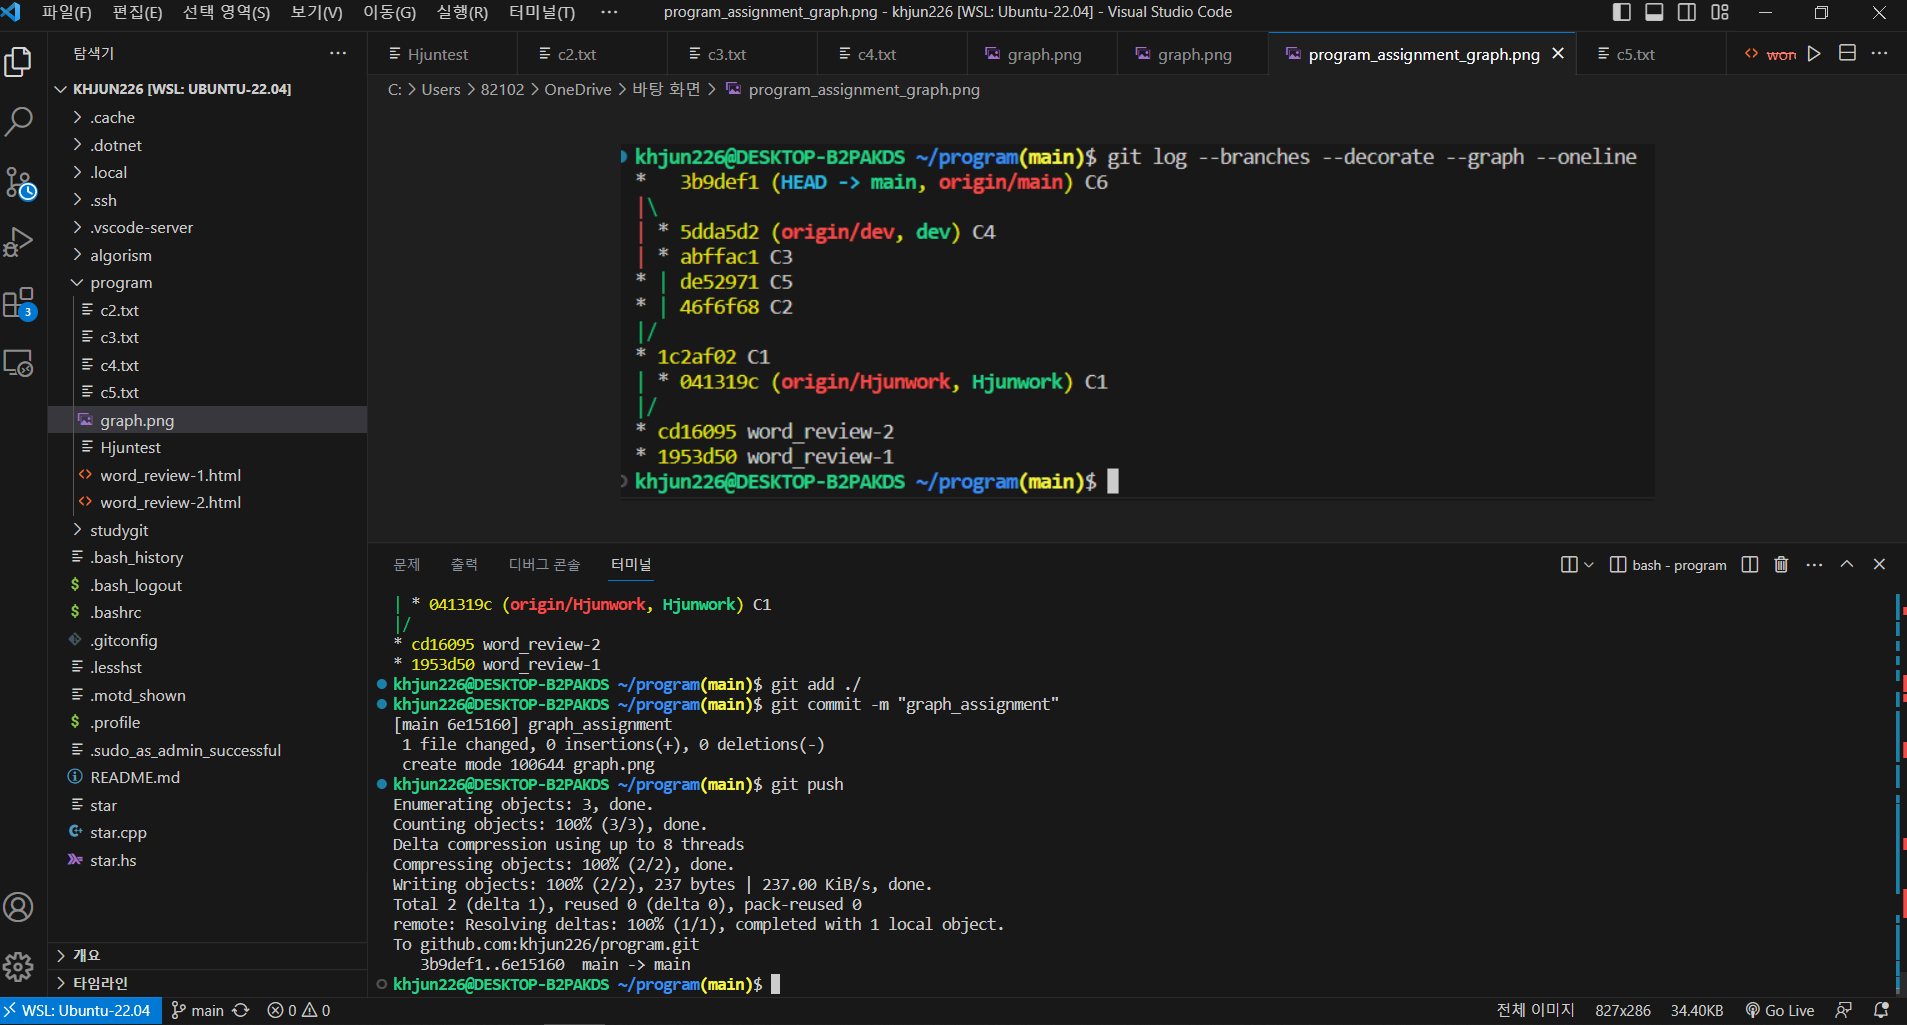 파일(F) 편집(E) 선택 영역(S) 보기(V) 이동(G) 실행(R) 터미널(T) ··· program_assignment_graph.png - khjun226 [WSL: Ubuntu-22.04] - Visual Studio Code
탐색기 ···
Hjuntest c2.txt c3.txt c4.txt graph.png graph.png program_assignment_graph.png c5.txt wor
C: > Users > 82102 > OneDrive > 바탕 화면 > program_assignment_graph.png
KHJUN226 [WSL: UBUNTU-22.04]
.cache
.dotnet
.local
.ssh
.vscode-server
algorism
program
c2.txt
c3.txt
c4.txt
c5.txt
graph.png
Hjuntest
word_review-1.html
word_review-2.html
studygit
.bash_history
.bash_logout
.bashrc
.gitconfig
.lesshst
.motd_shown
.profile
.sudo_as_admin_successful
README.md
star
star.cpp
star.hs
개요
타임라인
3
khjun226@DESKTOP-B2PAKDS ~/program(main)$ git log --branches --decorate --graph --oneline
*   3b9def1 (HEAD -> main, origin/main) C6
|\
| * 5dda5d2 (origin/dev, dev) C4
| * abffac1 C3
* | de52971 C5
* | 46f6f68 C2
|/
* 1c2af02 C1
| * 041319c (origin/Hjunwork, Hjunwork) C1
|/
* cd16095 word_review-2
* 1953d50 word_review-1
khjun226@DESKTOP-B2PAKDS ~/program(main)$
문제 출력 디버그 콘솔 터미널 bash - program ···
| * 041319c (origin/Hjunwork, Hjunwork) C1
|/
* cd16095 word_review-2
* 1953d50 word_review-1
khjun226@DESKTOP-B2PAKDS ~/program(main)$ git add ./
khjun226@DESKTOP-B2PAKDS ~/program(main)$ git commit -m "graph_assignment"
[main 6e15160] graph_assignment
1 file changed, 0 insertions(+), 0 deletions(-)
create mode 100644 graph.png
khjun226@DESKTOP-B2PAKDS ~/program(main)$ git push
Enumerating objects: 3, done.
Counting objects: 100% (3/3), done.
Delta compression using up to 8 threads
Compressing objects: 100% (2/2), done.
Writing objects: 100% (2/2), 237 bytes | 237.00 KiB/s, done.
Total 2 (delta 1), reused 0 (delta 0), pack-reused 0
remote: Resolving deltas: 100% (1/1), completed with 1 local object.
To github.com:khjun226/program.git
3b9def1..6e15160  main -> main
khjun226@DESKTOP-B2PAKDS ~/program(main)$
WSL: Ubuntu-22.04 main 0 0 전체 이미지 827x286 34.40KB Go Live